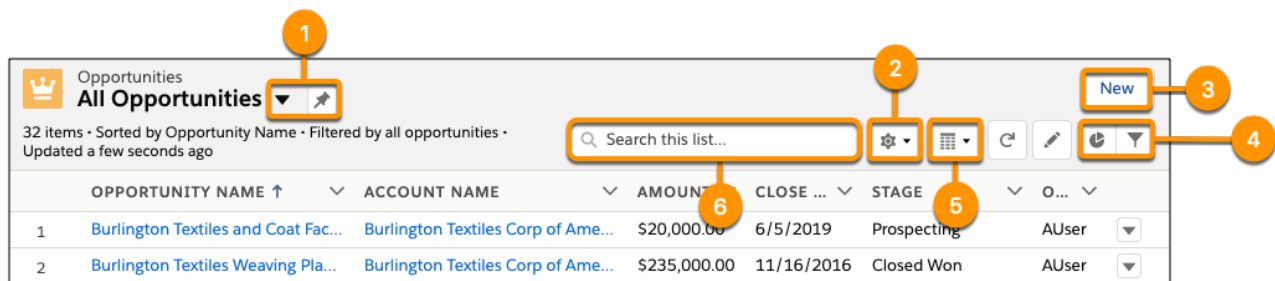 1
2
3
4
5
6
Opportunities
All Opportunities
New
32 items • Sorted by Opportunity Name • Filtered by all opportunities •
Updated a few seconds ago
Search this list...
OPPORTUNITY NAME ↑ ACCOUNT NAME AMOUNT CLOSE ... STAGE O...
1 Burlington Textiles and Coat Fac... Burlington Textiles Corp of Ame... $20,000.00 6/5/2019 Prospecting AUser
2 Burlington Textiles Weaving Pla... Burlington Textiles Corp of Ame... $235,000.00 11/16/2016 Closed Won AUser